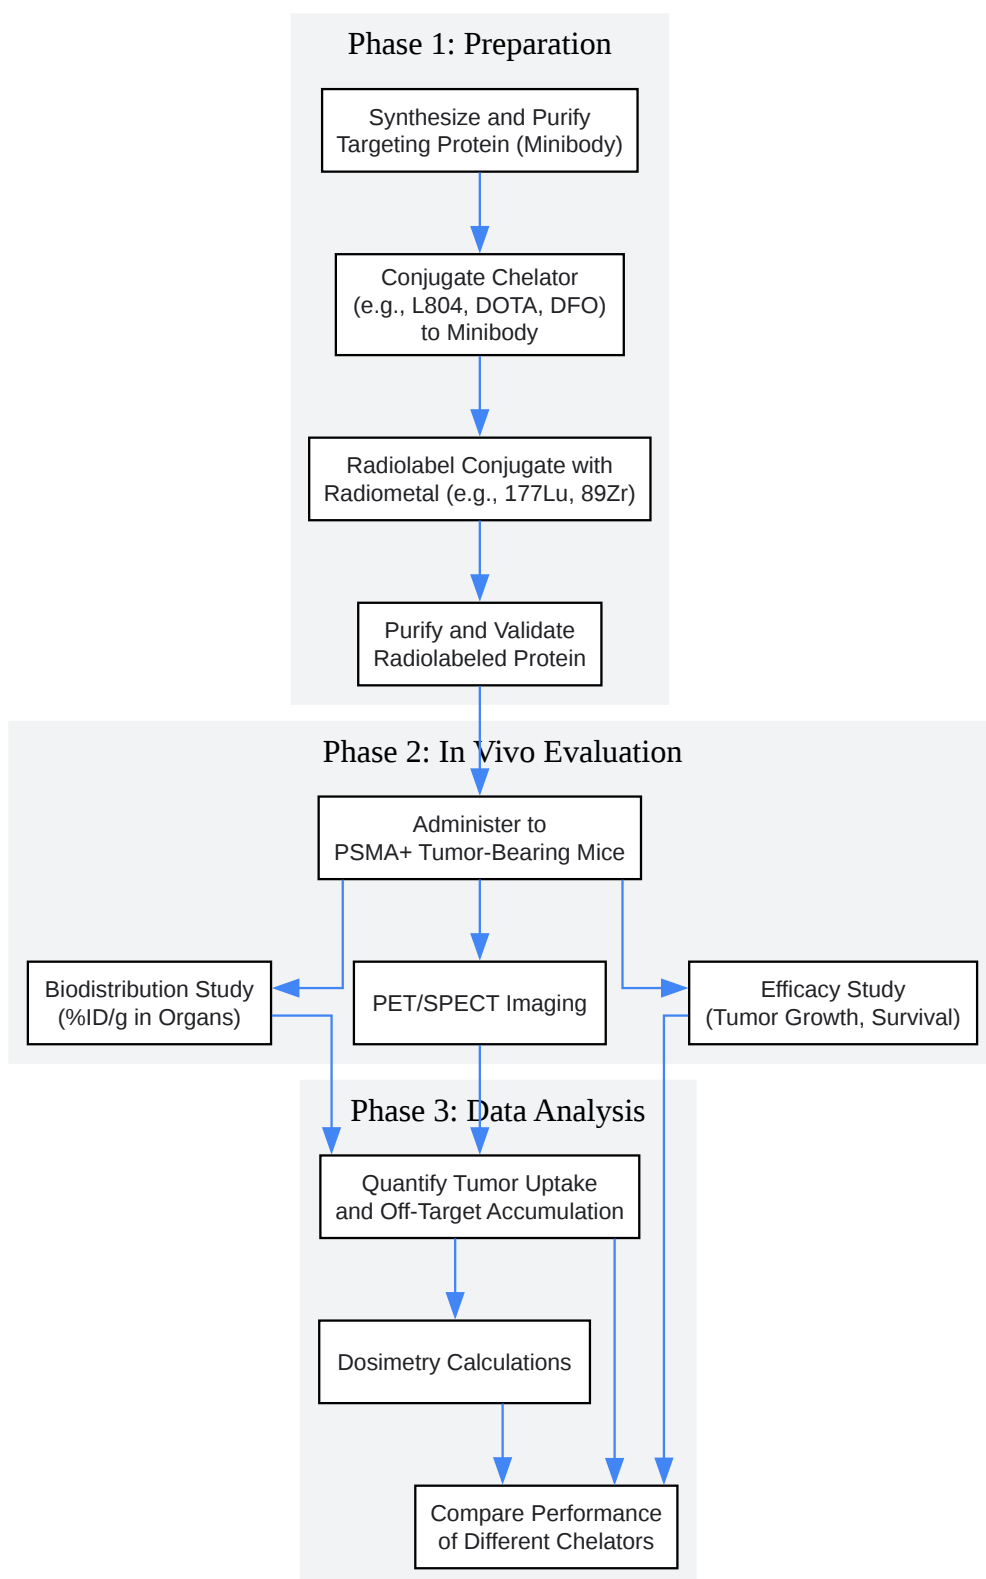 Phase 1: Preparation
Synthesize and Purify
Targeting Protein (Minibody)
Conjugate Chelator
(e.g., L804, DOTA, DFO)
to Minibody
Radiolabel Conjugate with
Radiometal (e.g., 177Lu, 89Zr)
Purify and Validate
Radiolabeled Protein
Phase 2: In Vivo Evaluation
Administer to
PSMA+ Tumor-Bearing Mice
Biodistribution Study
(%ID/g in Organs)
PET/SPECT Imaging
Efficacy Study
(Tumor Growth, Survival)
Phase 3: Data Analysis
Quantify Tumor Uptake
and Off-Target Accumulation
Dosimetry Calculations
Compare Performance
of Different Chelators